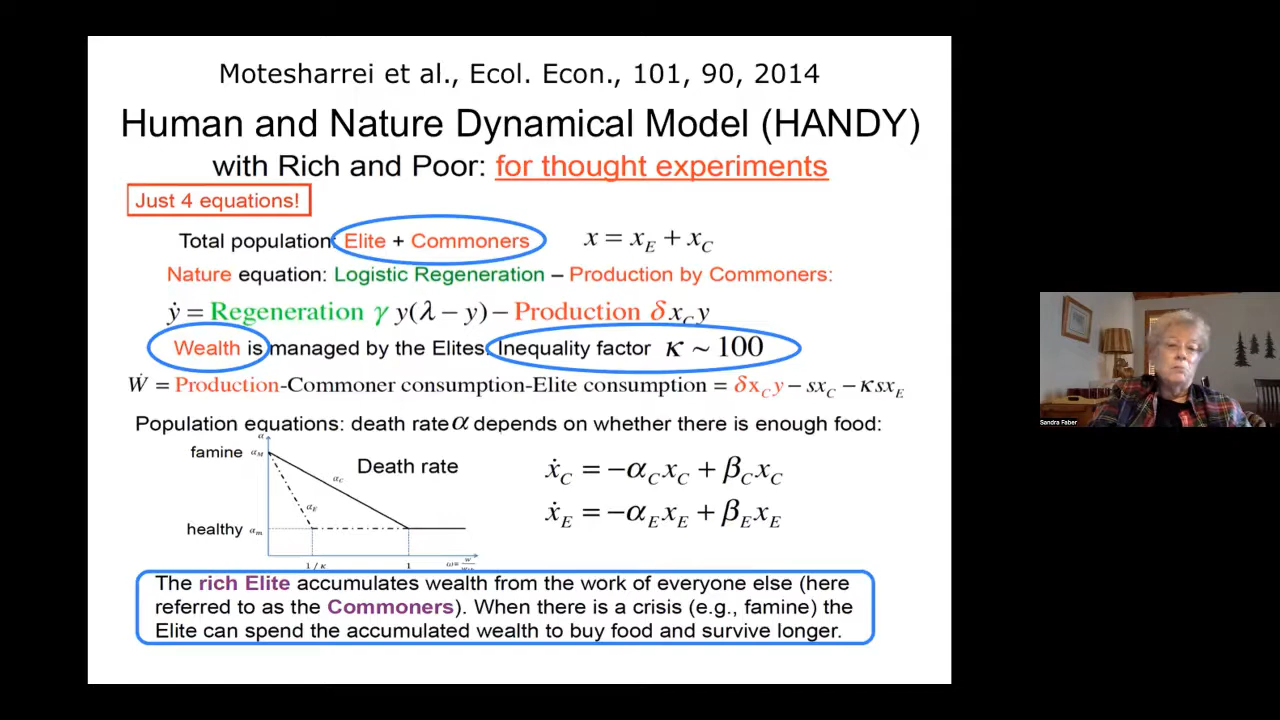 Motesharrei et al., Ecol. Econ., 101, 90, 2014
Human and Nature Dynamical Model (HANDY)
with Rich and Poor: for thought experiments
Just 4 equations!
Total population: Elite + Commoners x = x_E + x_C
Nature equation: Logistic Regeneration – Production by Commoners:
ẏ = Regeneration γ y(λ − y) − Production δ x_C y
Wealth is managed by the Elites. Inequality factor κ ~ 100
Ẇ = Production-Commoner consumption-Elite consumption = δx_C y − sx_C − κsx_E
Population equations: death rate α depends on whether there is enough food:
α
famine α_M
Death rate
α_C
ẋ_C = −α_C x_C + β_C x_C
α_E
ẋ_E = −α_E x_E + β_E x_E
healthy α_m
1/κ 1 ω= w
The rich Elite accumulates wealth from the work of everyone else (here
referred to as the Commoners). When there is a crisis (e.g., famine) the
Elite can spend the accumulated wealth to buy food and survive longer.
Sandra Faber